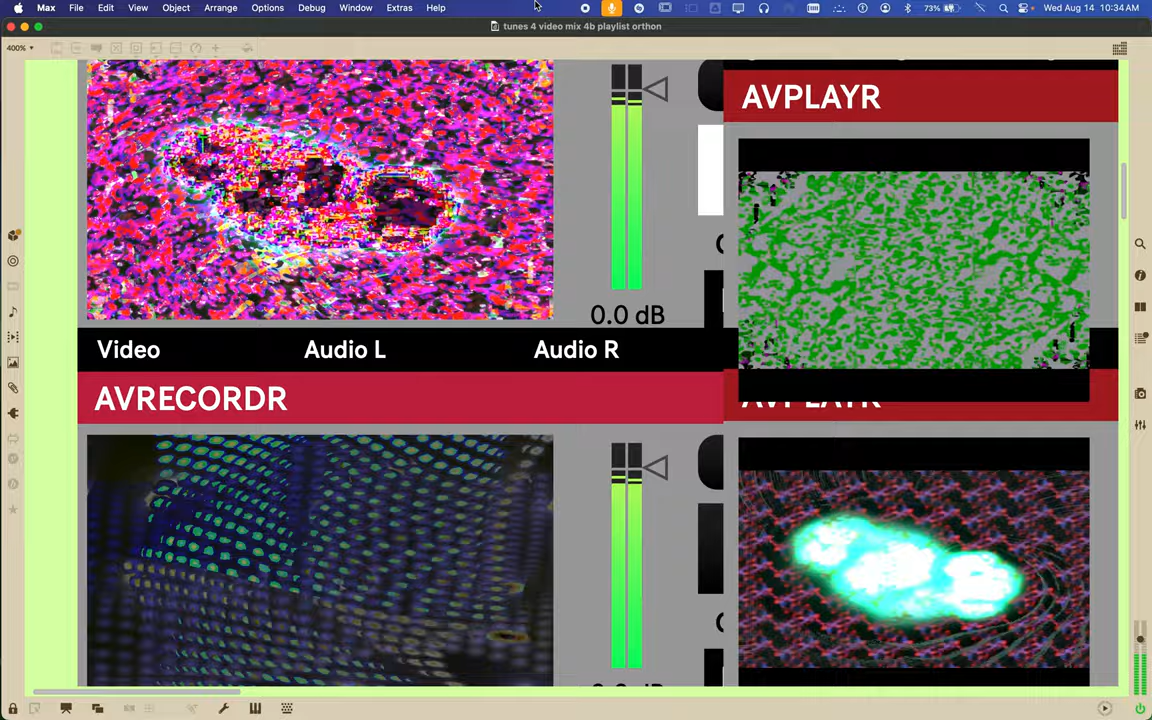 Max File Edit View Object Arrange Options Debug Window Extras Help 73% Wed Aug 14 10:34 AM
tunes 4 video mix 4b playlist orthon
400%
AVPLAYR
0.0 dB
Video Audio L Audio R
AVRECORDR
AVPLAYR